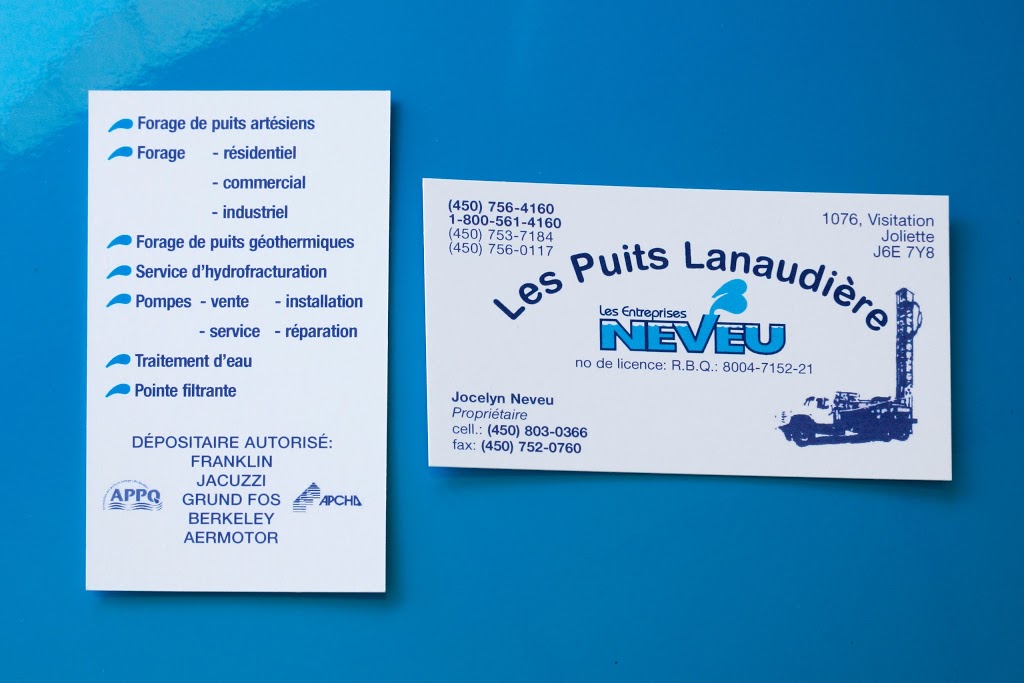 Forage de puits artésiens
Forage - résidentiel
- commercial
- industriel
Forage de puits géothermiques
Service d'hydrofracturation
Pompes - vente - installation
- service - réparation
Traitement d'eau
Pointe filtrante
DÉPOSITAIRE AUTORISÉ:
FRANKLIN
JACUZZI
GRUND FOS
BERKELEY
AERMOTOR
APPQ
APCHQ
(450) 756-4160
1-800-561-4160
(450) 753-7184
(450) 756-0117
1076, Visitation
Joliette
J6E 7Y8
Les Puits Lanaudière
Les Entreprises
NEVEU
no de licence: R.B.Q.: 8004-7152-21
Jocelyn Neveu
Propriétaire
cell.: (450) 803-0366
fax: (450) 752-0760